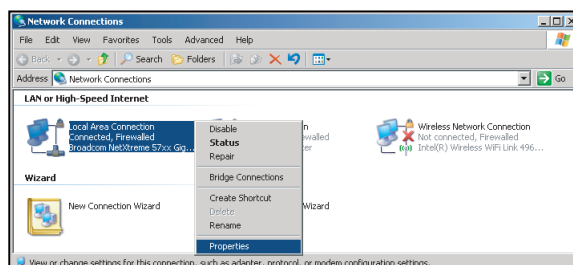 Network Connections
File Edit View Favorites Tools Advanced Help
Back Search Folders
Address Network Connections Go
LAN or High-Speed Internet
Local Area Connection
Connected, Firewalled
Broadcom NetXtreme 57xx Gig...
Disable
Status
Repair
Bridge Connections
Create Shortcut
Delete
Rename
Properties
Wireless Network Connection
Not connected, Firewalled
Intel(R) Wireless WiFi Link 496...
Wizard
New Connection Wizard
Wizard
View or change settings for this connection, such as adapter, protocol, or modem configuration settings.